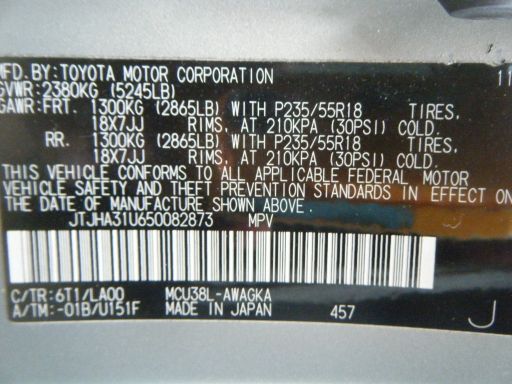 MFD. BY: TOYOTA MOTOR CORPORATION 11
GVWR: 2380KG (5245LB)
GAWR: FRT. 1300KG (2865LB) WITH P235/55R18 TIRES,
18X7JJ RIMS, AT 210KPA (30PSI) COLD.
RR. 1300KG (2865LB) WITH P235/55R18 TIRES,
18X7JJ RIMS, AT 210KPA (30PSI) COLD.
THIS VEHICLE CONFORMS TO ALL APPLICABLE FEDERAL MOTOR
VEHICLE SAFETY AND THEFT PREVENTION STANDARDS IN EFFECT ON
THE DATE OF MANUFACTURE SHOWN ABOVE.
JTJHA31U650082873 MPV
C/TR: 6T1/LA00 MCU38L-AWAGKA
A/TM: -01B/U151F MADE IN JAPAN 457 J